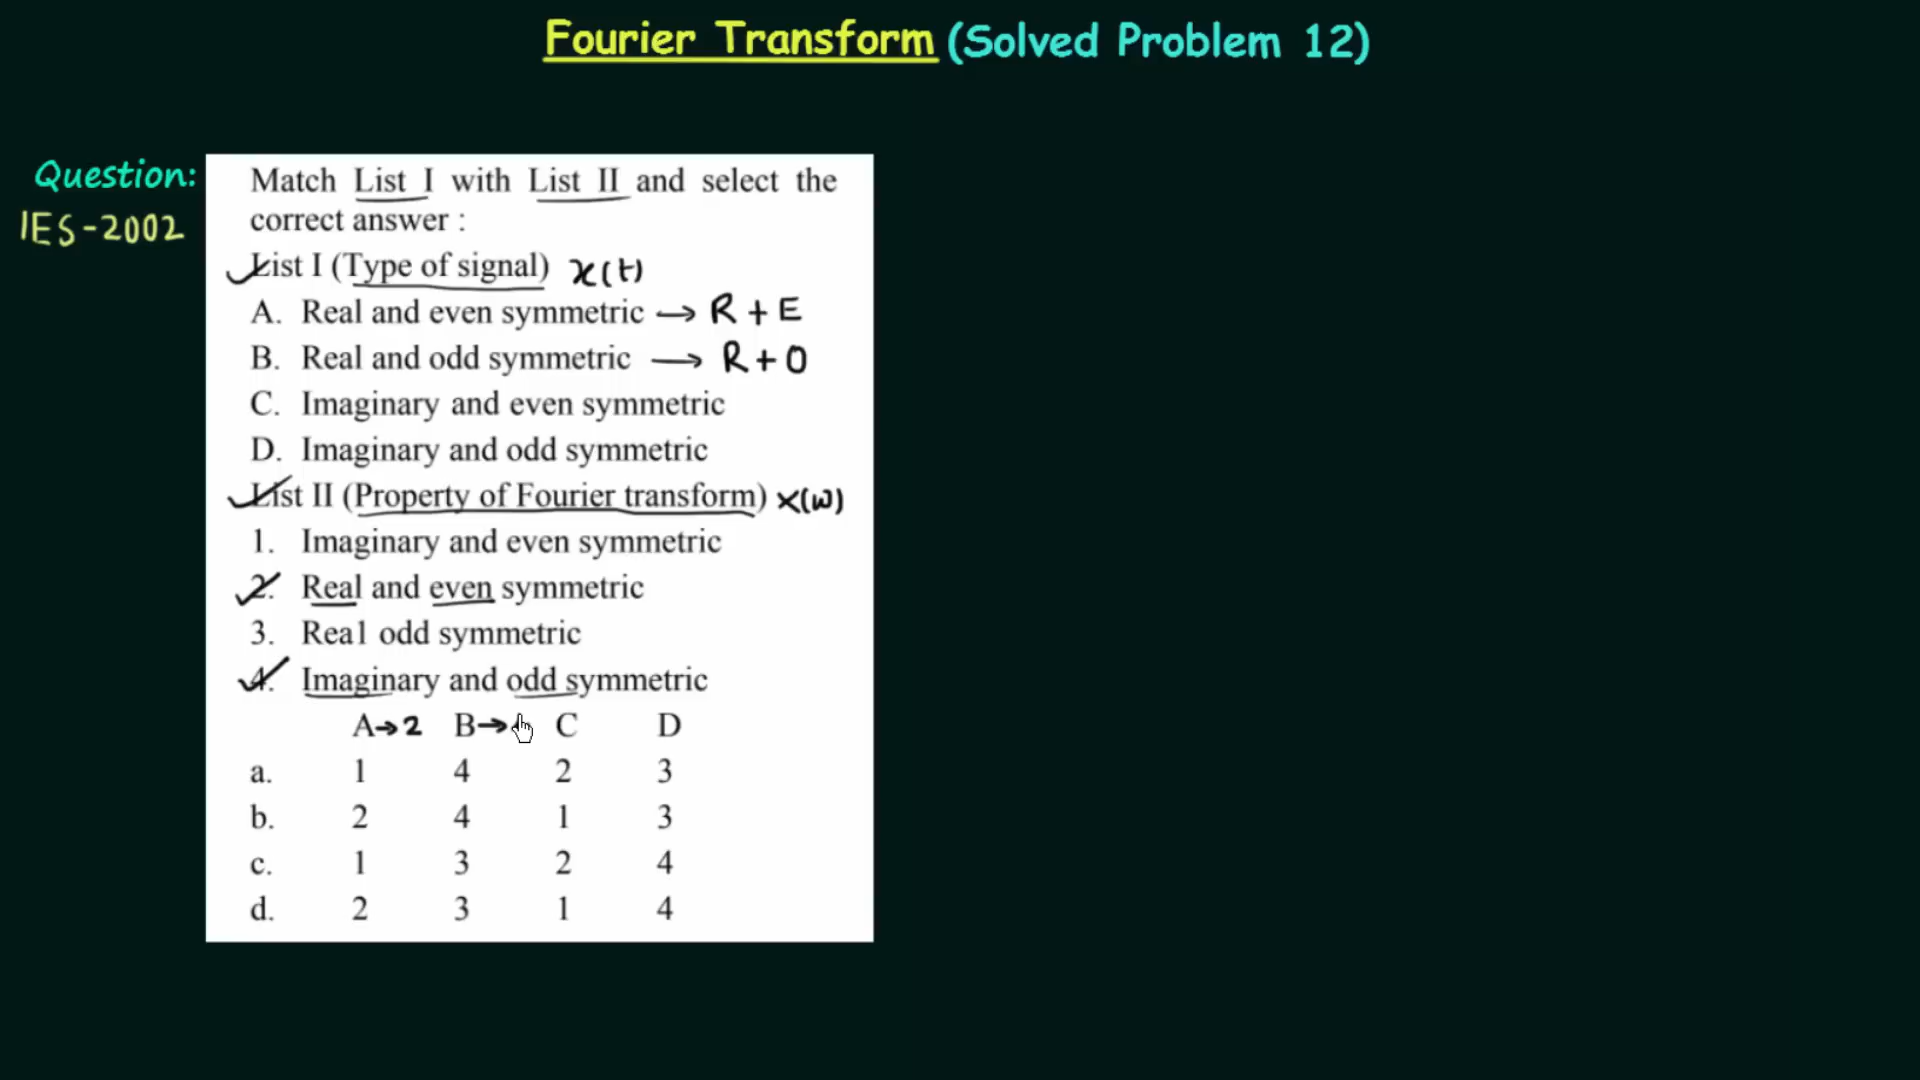 Fourier Transform (Solved Problem 12)
Question:
IES-2002
Match List I with List II and select the
correct answer :
List I (Type of signal) x(t)
A. Real and even symmetric → R + E
B. Real and odd symmetric → R + O
C. Imaginary and even symmetric
D. Imaginary and odd symmetric
List II (Property of Fourier transform) X(ω)
1. Imaginary and even symmetric
2. Real and even symmetric
3. Real odd symmetric
4. Imaginary and odd symmetric
A→2 B→ C D
a. 1 4 2 3
b. 2 4 1 3
c. 1 3 2 4
d. 2 3 1 4